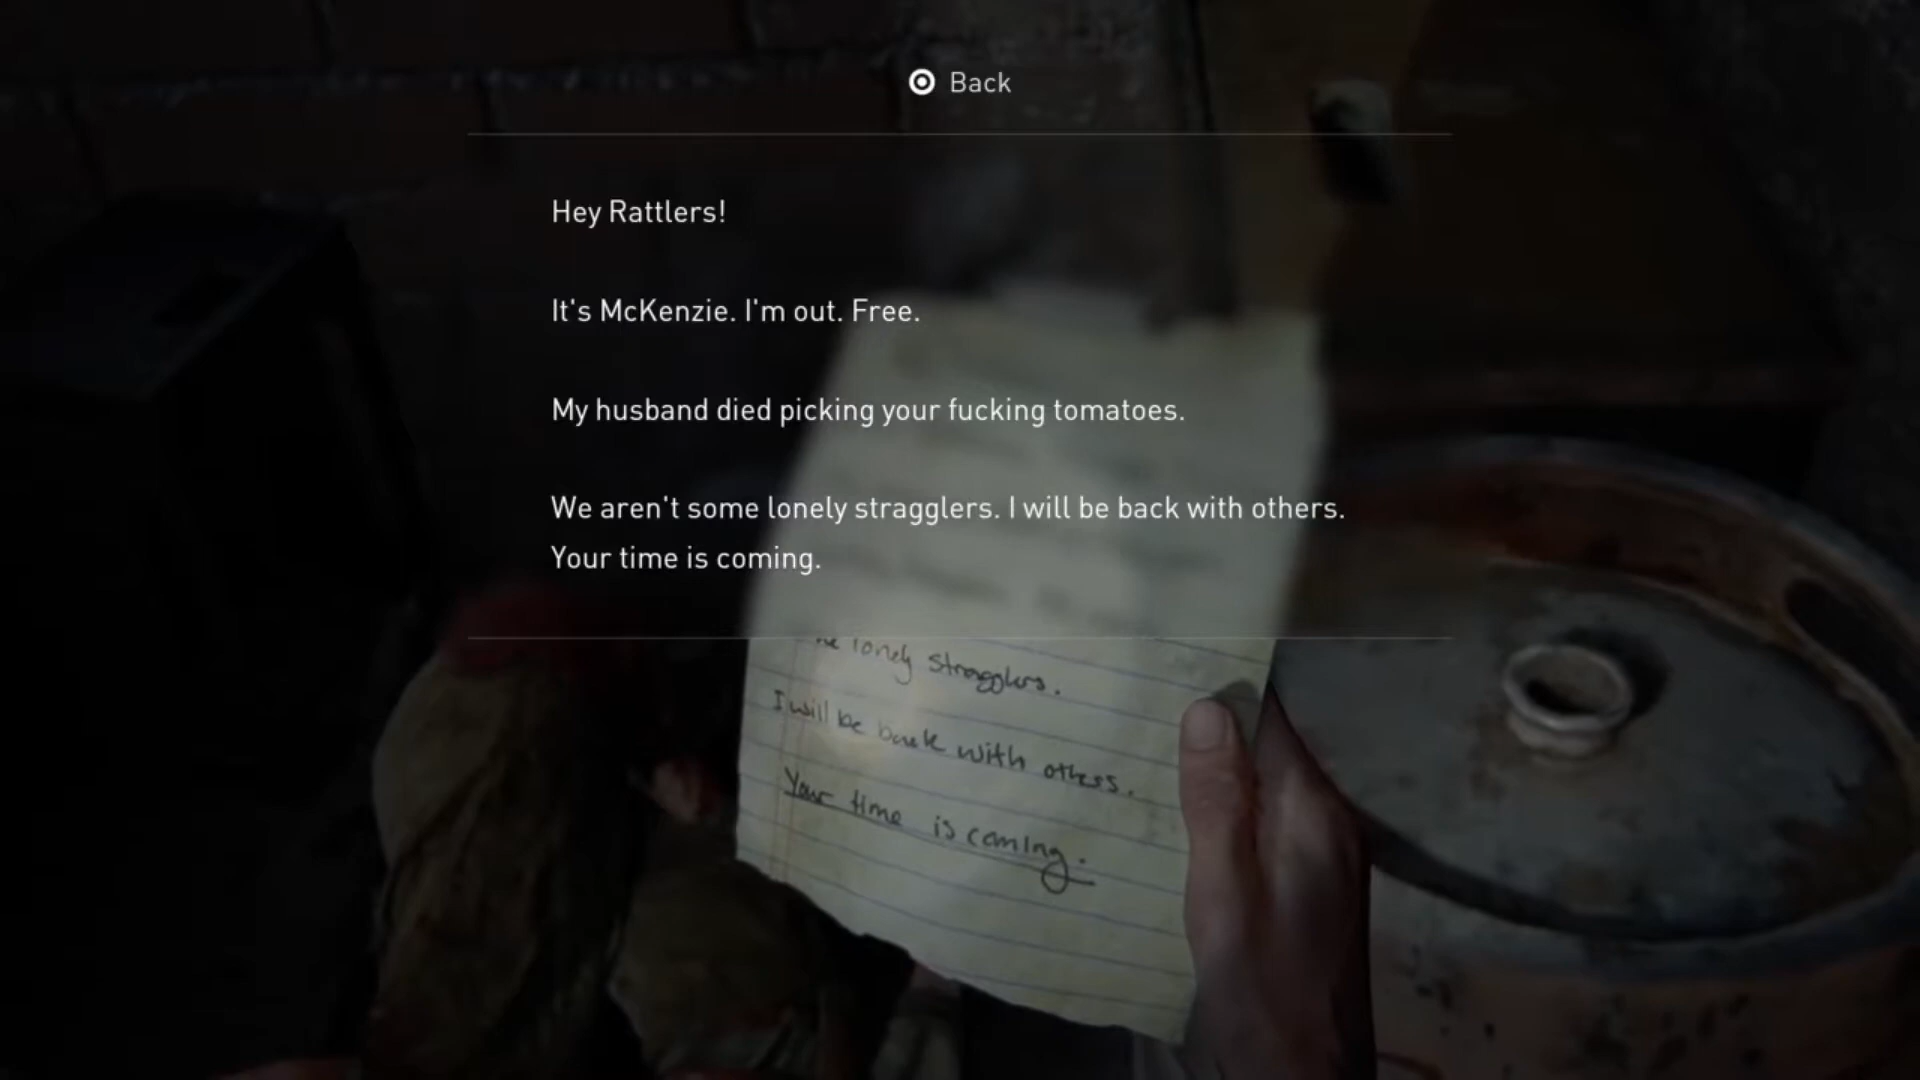 Back
Hey Rattlers!
It's McKenzie. I'm out. Free.
My husband died picking your fucking tomatoes.
We aren't some lonely stragglers. I will be back with others.
Your time is coming.
lonely stragglers.
I will be back with others.
Your time is coming.